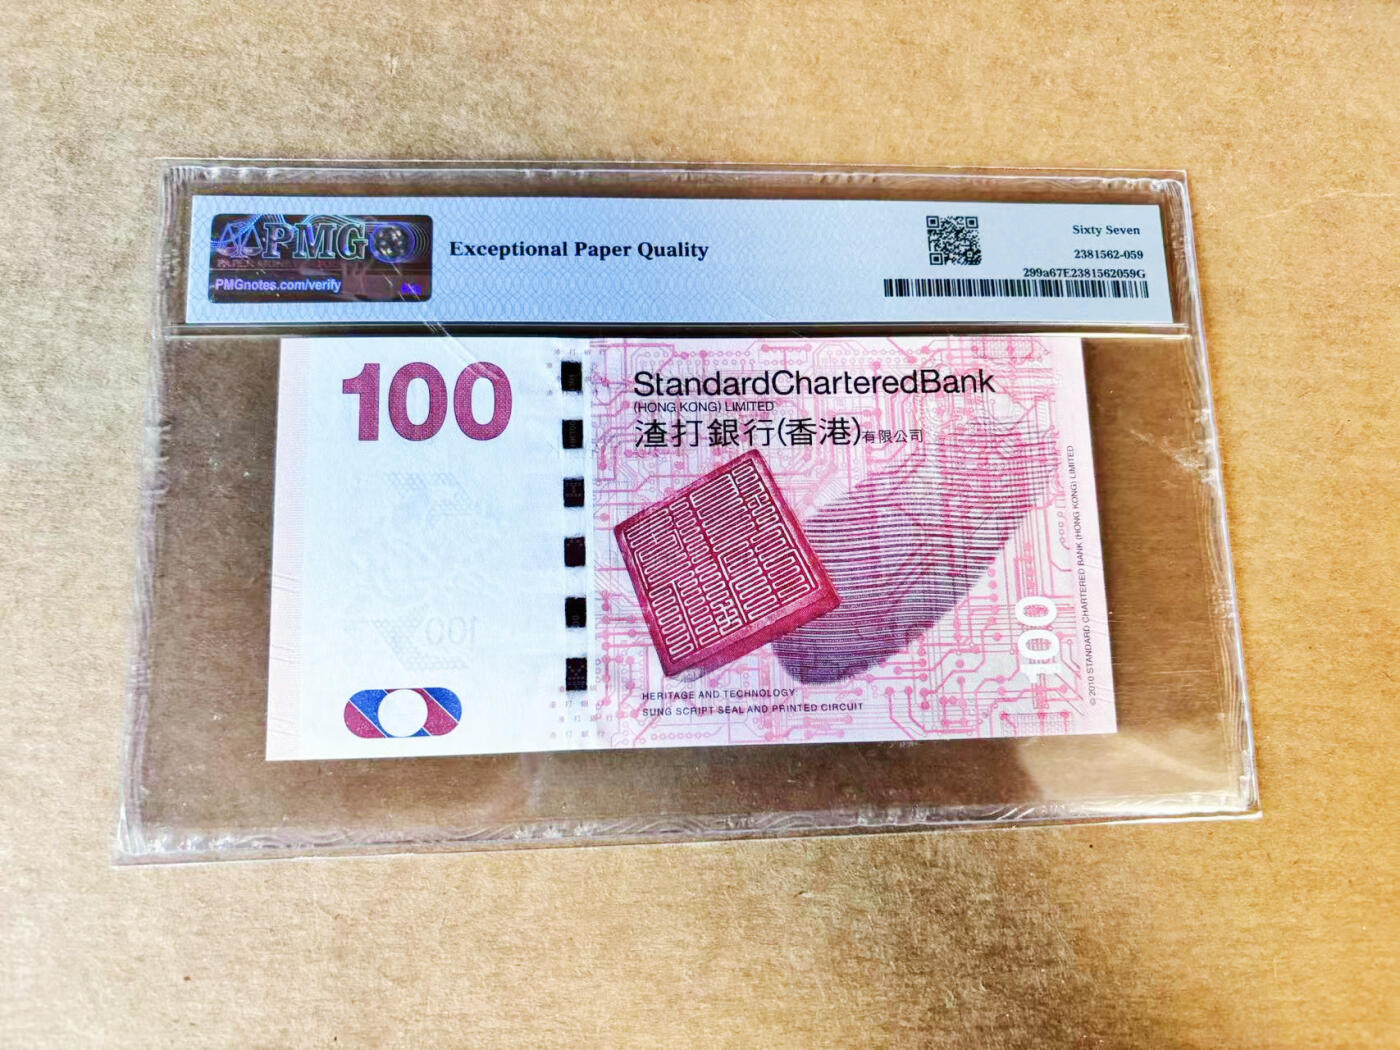 PMG
PMGnotes.com/verify
Exceptional Paper Quality
Sixty Seven
2381562-059
299a67E2381562059G
100
StandardCharteredBank
(HONG KONG) LIMITED
渣打銀行(香港)有限公司
HERITAGE AND TECHNOLOGY
SUNG SCRIPT SEAL AND PRINTED CIRCUIT
100
100
© 2010 STANDARD CHARTERED BANK (HONG KONG) LIMITED